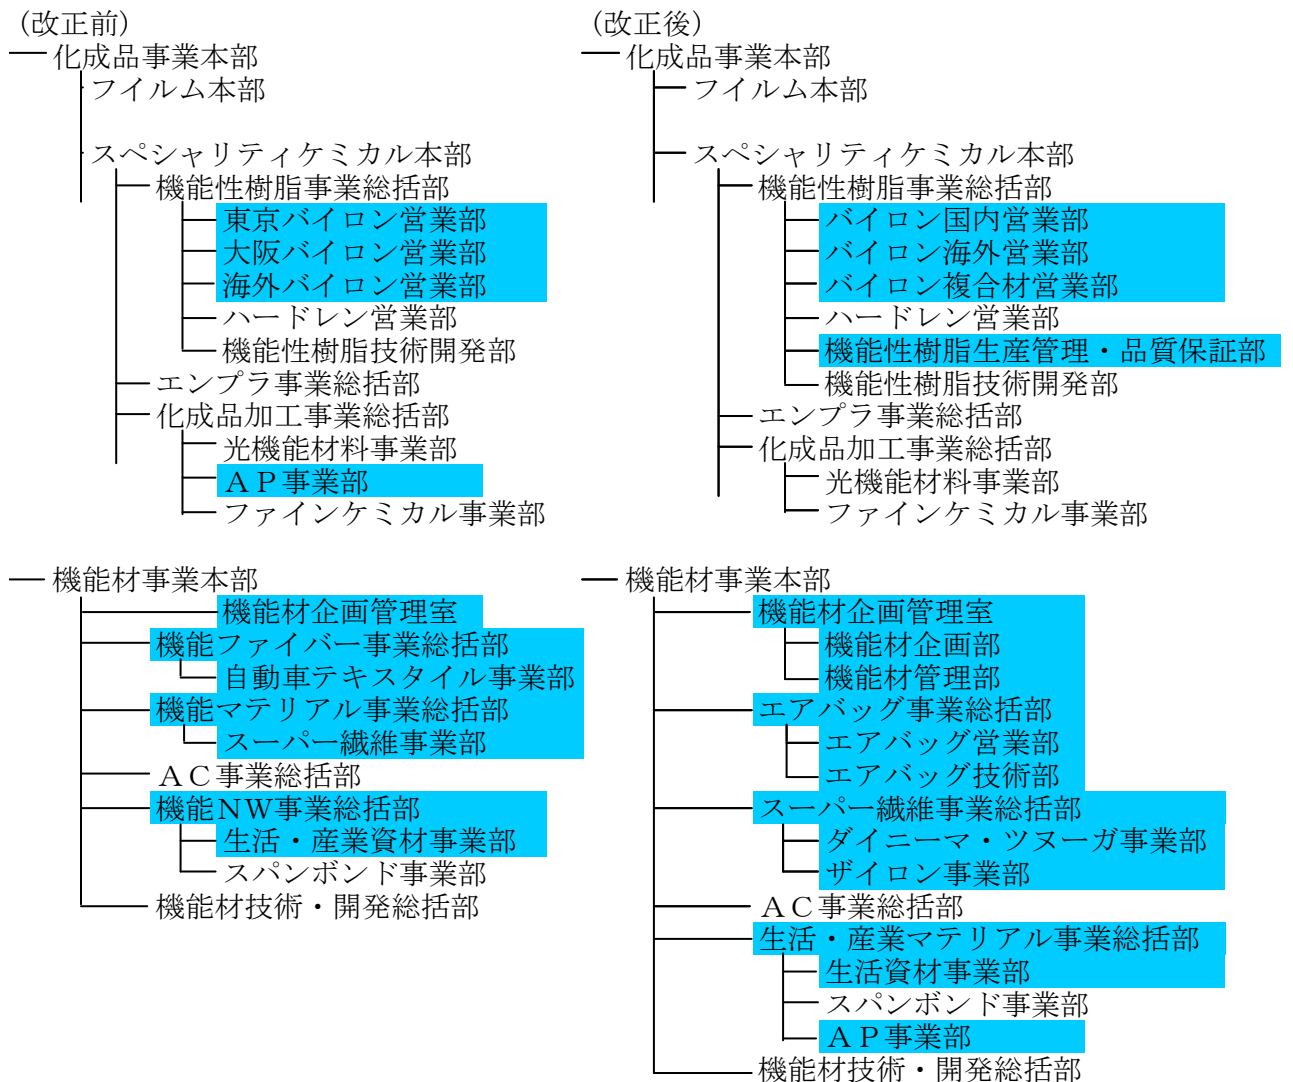 （改正前）
化成品事業本部
フイルム本部
スペシャリティケミカル本部
機能性樹脂事業総括部
東京バイロン営業部
大阪バイロン営業部
海外バイロン営業部
ハードレン営業部
機能性樹脂技術開発部
エンプラ事業総括部
化成品加工事業総括部
光機能材料事業部
ＡＰ事業部
ファインケミカル事業部
機能材事業本部
機能材企画管理室
機能ファイバー事業総括部
自動車テキスタイル事業部
機能マテリアル事業総括部
スーパー繊維事業部
ＡＣ事業総括部
機能ＮＷ事業総括部
生活・産業資材事業部
スパンボンド事業部
機能材技術・開発総括部
（改正後）
化成品事業本部
フイルム本部
スペシャリティケミカル本部
機能性樹脂事業総括部
バイロン国内営業部
バイロン海外営業部
バイロン複合材営業部
ハードレン営業部
機能性樹脂生産管理・品質保証部
機能性樹脂技術開発部
エンプラ事業総括部
化成品加工事業総括部
光機能材料事業部
ファインケミカル事業部
機能材事業本部
機能材企画管理室
機能材企画部
機能材管理部
エアバッグ事業総括部
エアバッグ営業部
エアバッグ技術部
スーパー繊維事業総括部
ダイニーマ・ツヌーガ事業部
ザイロン事業部
ＡＣ事業総括部
生活・産業マテリアル事業総括部
生活資材事業部
スパンボンド事業部
ＡＰ事業部
機能材技術・開発総括部